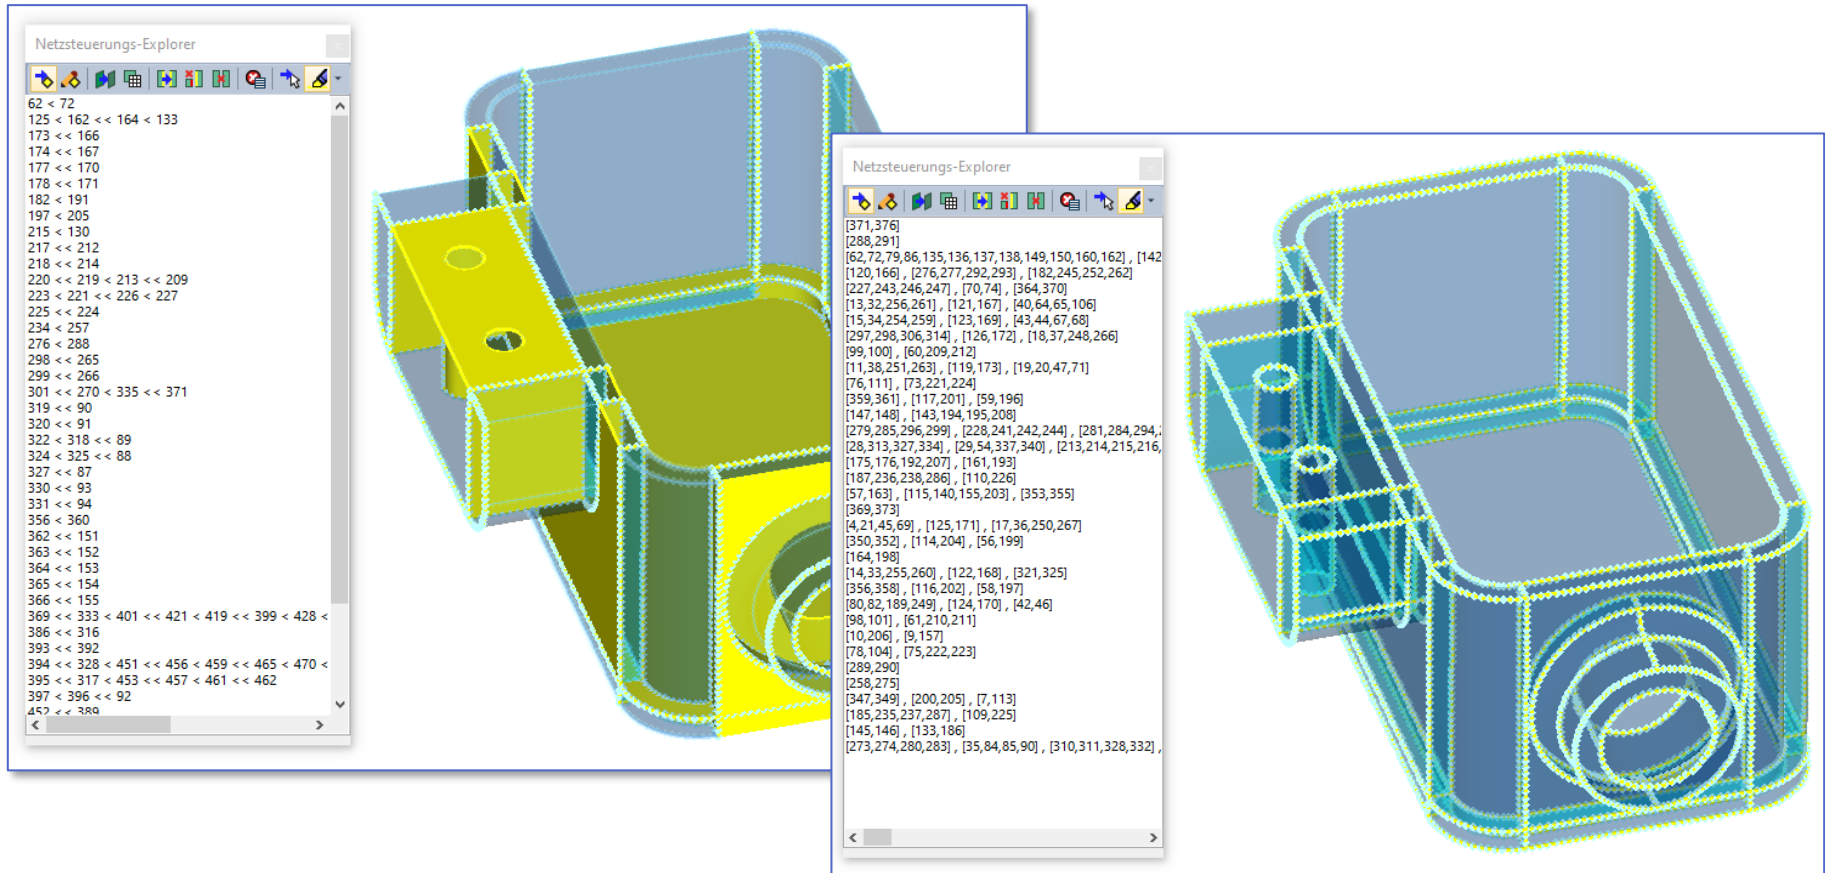 Netzsteuerungs-Explorer
62 < 72
125 < 162 << 164 < 133
173 << 166
174 << 167
177 << 170
178 << 171
182 < 191
197 < 205
215 < 130
217 << 212
218 << 214
220 << 219 < 213 << 209
223 < 221 << 226 < 227
225 << 224
234 < 257
276 < 288
298 << 265
299 << 266
301 << 270 < 335 << 371
319 << 90
320 << 91
322 < 318 << 89
324 < 325 << 88
327 << 87
330 << 93
331 << 94
356 < 360
362 << 151
363 << 152
364 << 153
365 << 154
366 << 155
369 << 333 < 401 << 421 < 419 << 399 < 428 <
386 << 316
393 << 392
394 << 328 < 451 << 456 < 459 << 465 < 470 <
395 << 317 < 453 << 457 < 461 << 462
397 < 396 << 92
452 << 389
Netzsteuerungs-Explorer
[371,376]
[288,291]
[62,72,79,86,135,136,137,138,149,150,160,162] , [142
[120,166] , [276,277,292,293] , [182,245,252,262]
[227,243,246,247] , [70,74] , [364,370]
[13,32,256,261] , [121,167] , [40,64,65,106]
[15,34,254,259] , [123,169] , [43,44,67,68]
[297,298,306,314] , [126,172] , [18,37,248,266]
[99,100] , [60,209,212]
[11,38,251,263] , [119,173] , [19,20,47,71]
[76,111] , [73,221,224]
[359,361] , [117,201] , [59,196]
[147,148] , [143,194,195,208]
[279,285,296,299] , [228,241,242,244] , [281,284,294,
[28,313,327,334] , [29,54,337,340] , [213,214,215,216,
[175,176,192,207] , [161,193]
[187,236,238,286] , [110,226]
[57,163] , [115,140,155,203] , [353,355]
[369,373]
[4,21,45,69] , [125,171] , [17,36,250,267]
[350,352] , [114,204] , [56,199]
[164,198]
[14,33,255,260] , [122,168] , [321,325]
[356,358] , [116,202] , [58,197]
[80,82,189,249] , [124,170] , [42,46]
[98,101] , [61,210,211]
[10,206] , [9,157]
[78,104] , [75,222,223]
[289,290]
[258,275]
[347,349] , [200,205] , [7,113]
[185,235,237,287] , [109,225]
[145,146] , [133,186]
[273,274,280,283] , [35,84,85,90] , [310,311,328,332] ,